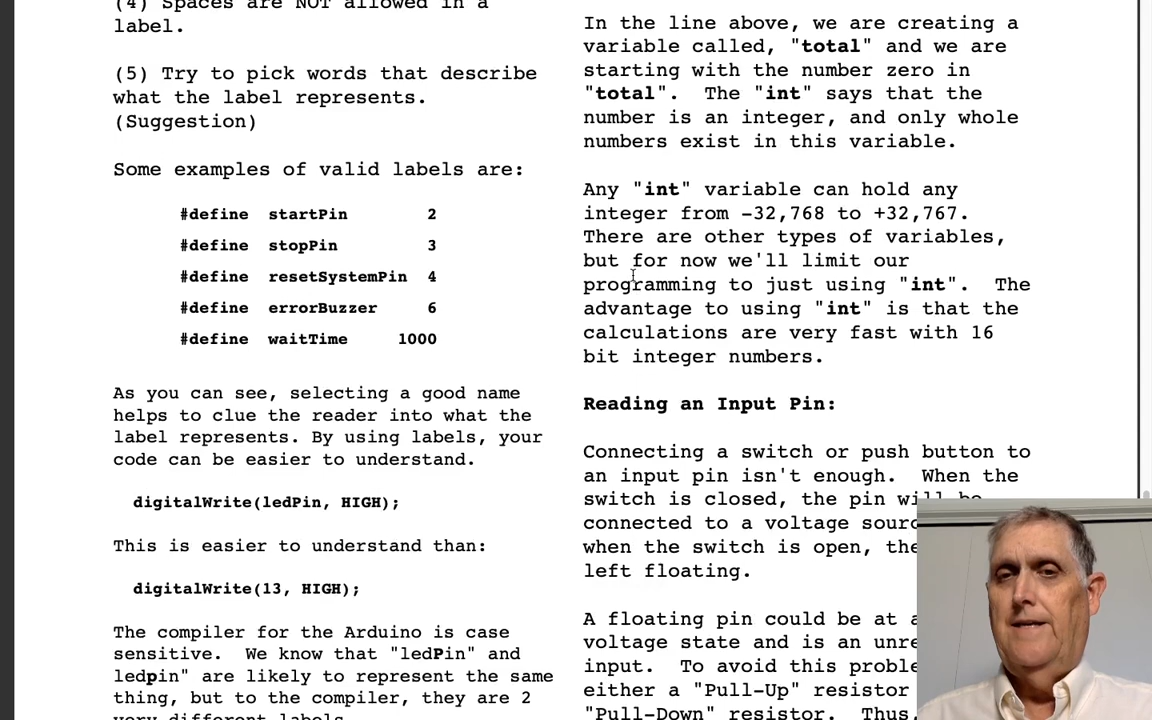 (4) Spaces are NOT allowed in a
label.
(5) Try to pick words that describe
what the label represents.
(Suggestion)
Some examples of valid labels are:
#define startPin 2
#define stopPin 3
#define resetSystemPin 4
#define errorBuzzer 6
#define waitTime 1000
As you can see, selecting a good name
helps to clue the reader into what the
label represents. By using labels, your
code can be easier to understand.
digitalWrite(ledPin, HIGH);
This is easier to understand than:
digitalWrite(13, HIGH);
The compiler for the Arduino is case
sensitive. We know that "ledPin" and
ledpin" are likely to represent the same
thing, but to the compiler, they are 2
very different labels
In the line above, we are creating a
variable called, "total" and we are
starting with the number zero in
"total". The "int" says that the
number is an integer, and only whole
numbers exist in this variable.
Any "int" variable can hold any
integer from -32,768 to +32,767.
There are other types of variables,
but for now we'll limit our
programming to just using "int". The
advantage to using "int" is that the
calculations are very fast with 16
bit integer numbers.
Reading an Input Pin:
Connecting a switch or push button to
an input pin isn't enough. When the
switch is closed, the pin will be
connected to a voltage
when the switch is open,
left floating.
A floating pin could be at
voltage state and is an
input. To avoid this
either a "Pull-Up" resistor
"Pull-Down" resistor. Thus,